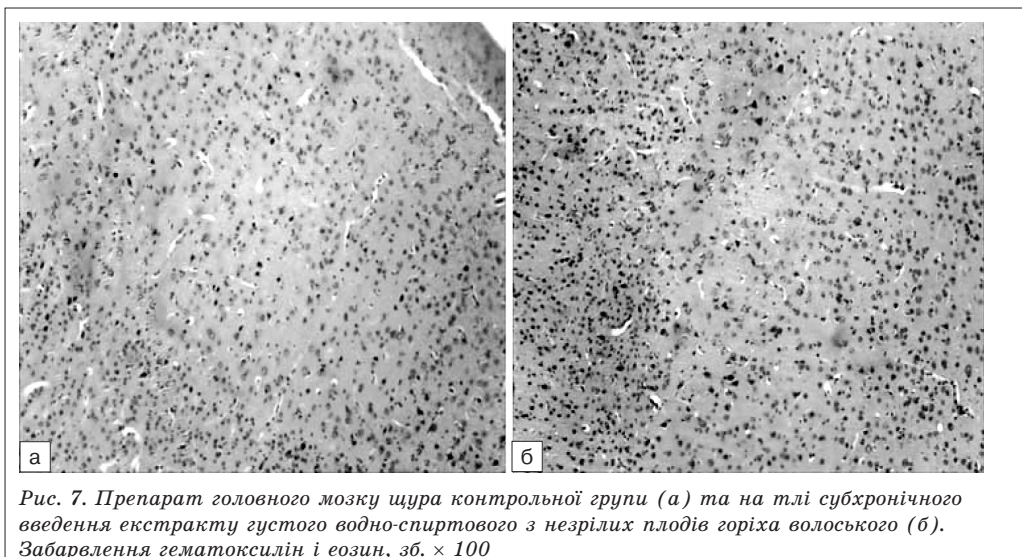 а
б
Рис. 7. Препарат головного мозку щура контрольної групи (а) та на тлі субхронічного
введення екстракту густого водно-спиртового з незрілих плодів горіха волоського (б).
Забарвлення гематоксилін і еозин, зб. × 100